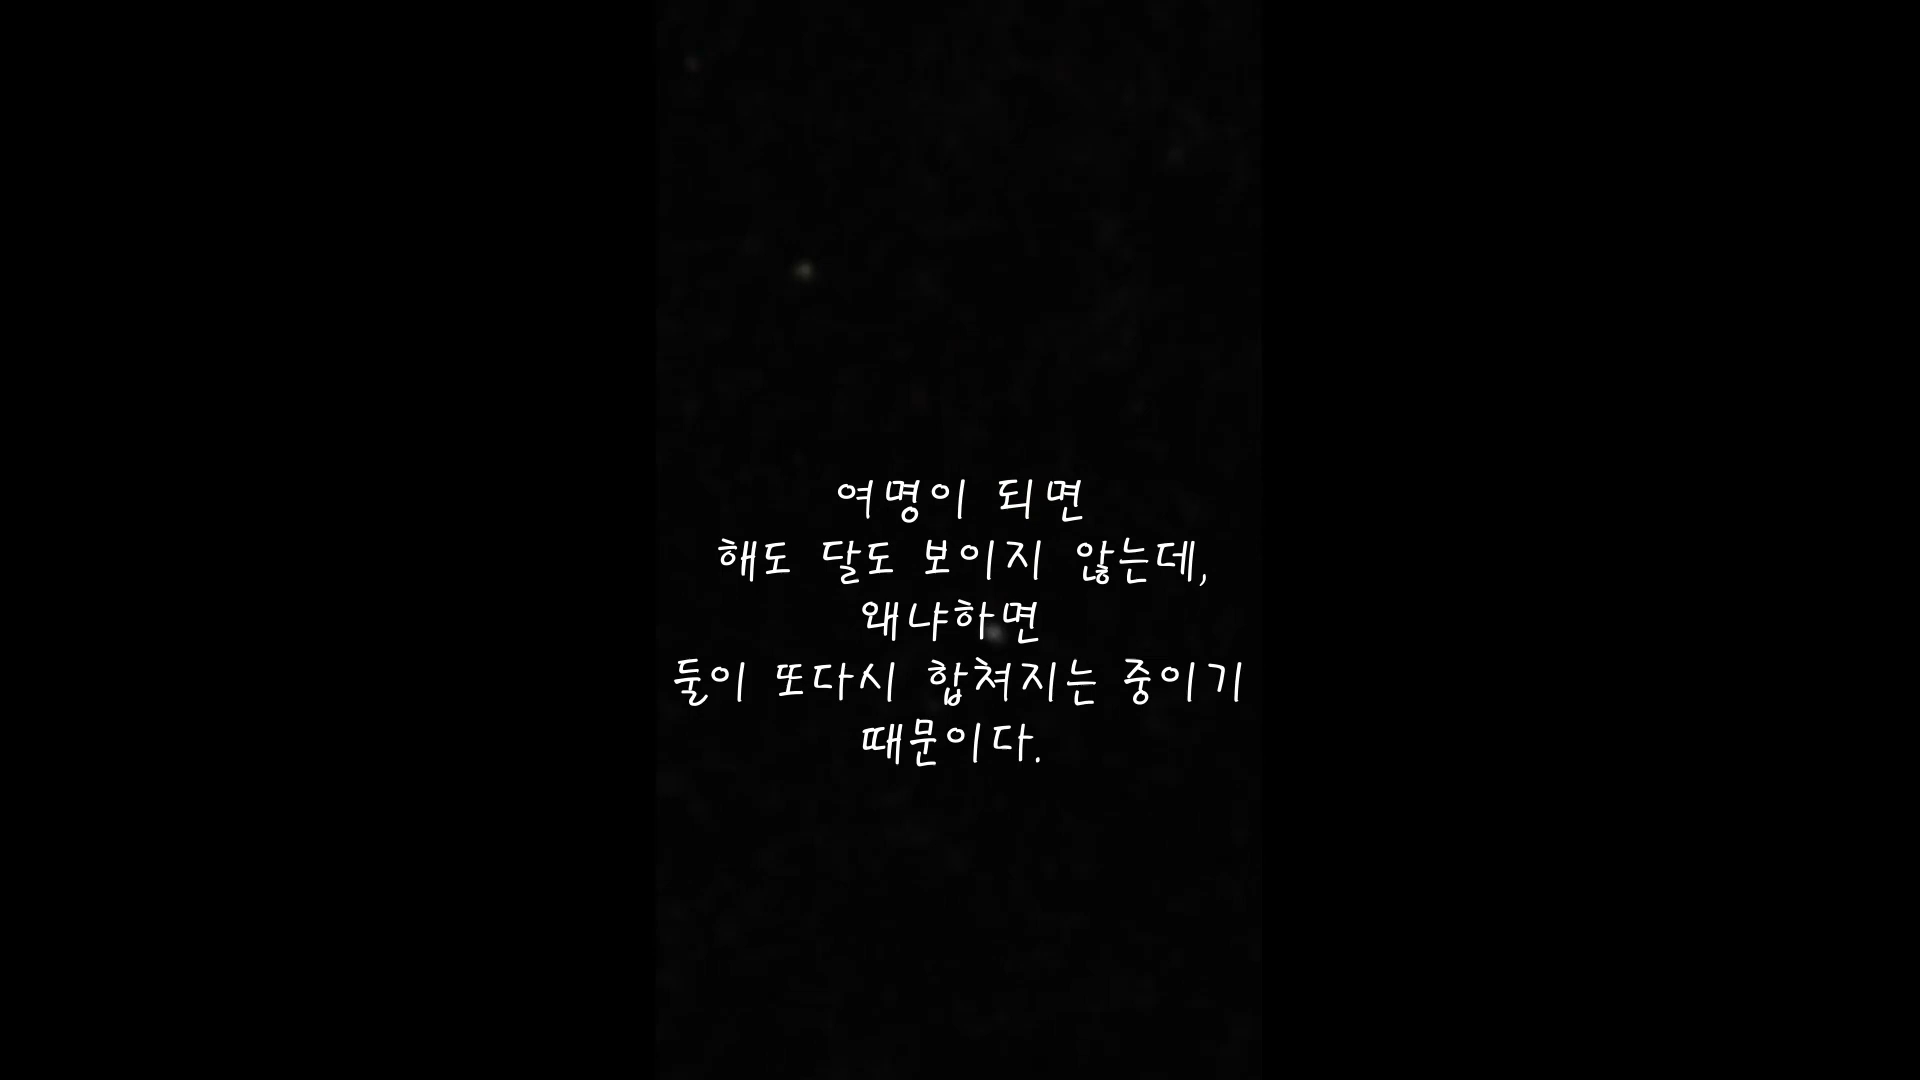 여명이 되면
해도 달도 보이지 않는데,
왜냐하면
둘이 또다시 합쳐지는 중이기
때문이다.